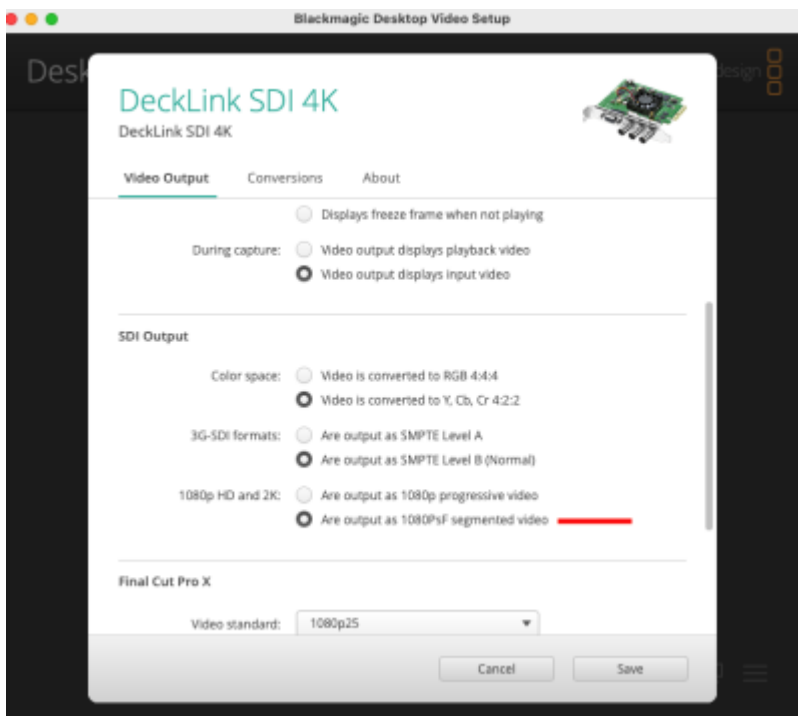 Blackmagic Desktop Video Setup
Desk
design
DeckLink SDI 4K
DeckLink SDI 4K
Video Output Conversions About
Displays freeze frame when not playing
During capture: Video output displays playback video
Video output displays input video
SDI Output
Color space: Video is converted to RGB 4:4:4
Video is converted to Y, Cb, Cr 4:2:2
3G-SDI formats: Are output as SMPTE Level A
Are output as SMPTE Level B (Normal)
1080p HD and 2K: Are output as 1080p progressive video
Are output as 1080PsF segmented video
Final Cut Pro X
Video standard: 1080p25
Cancel Save